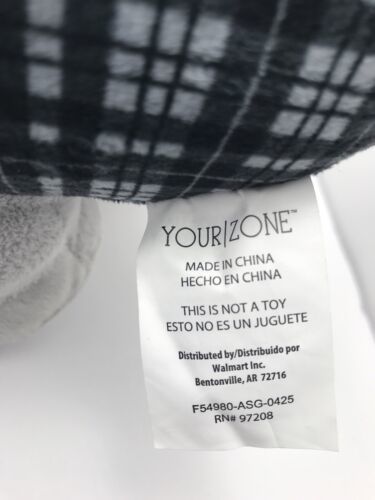 YOUR|ZONE™
MADE IN CHINA
HECHO EN CHINA
THIS IS NOT A TOY
ESTO NO ES UN JUGUETE
Distributed by/Distribuido por
Walmart Inc.
Bentonville, AR 72716
F54980-ASG-0425
RN# 97208